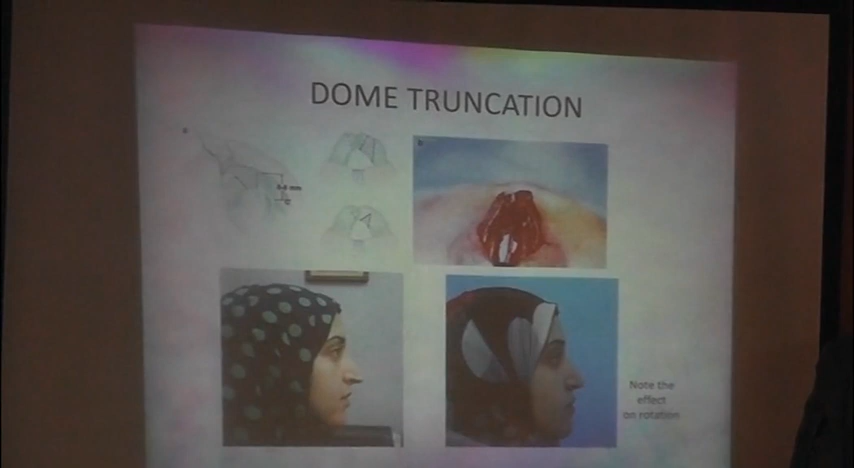 DOME TRUNCATION
a
b
Note the
effect
on rotation